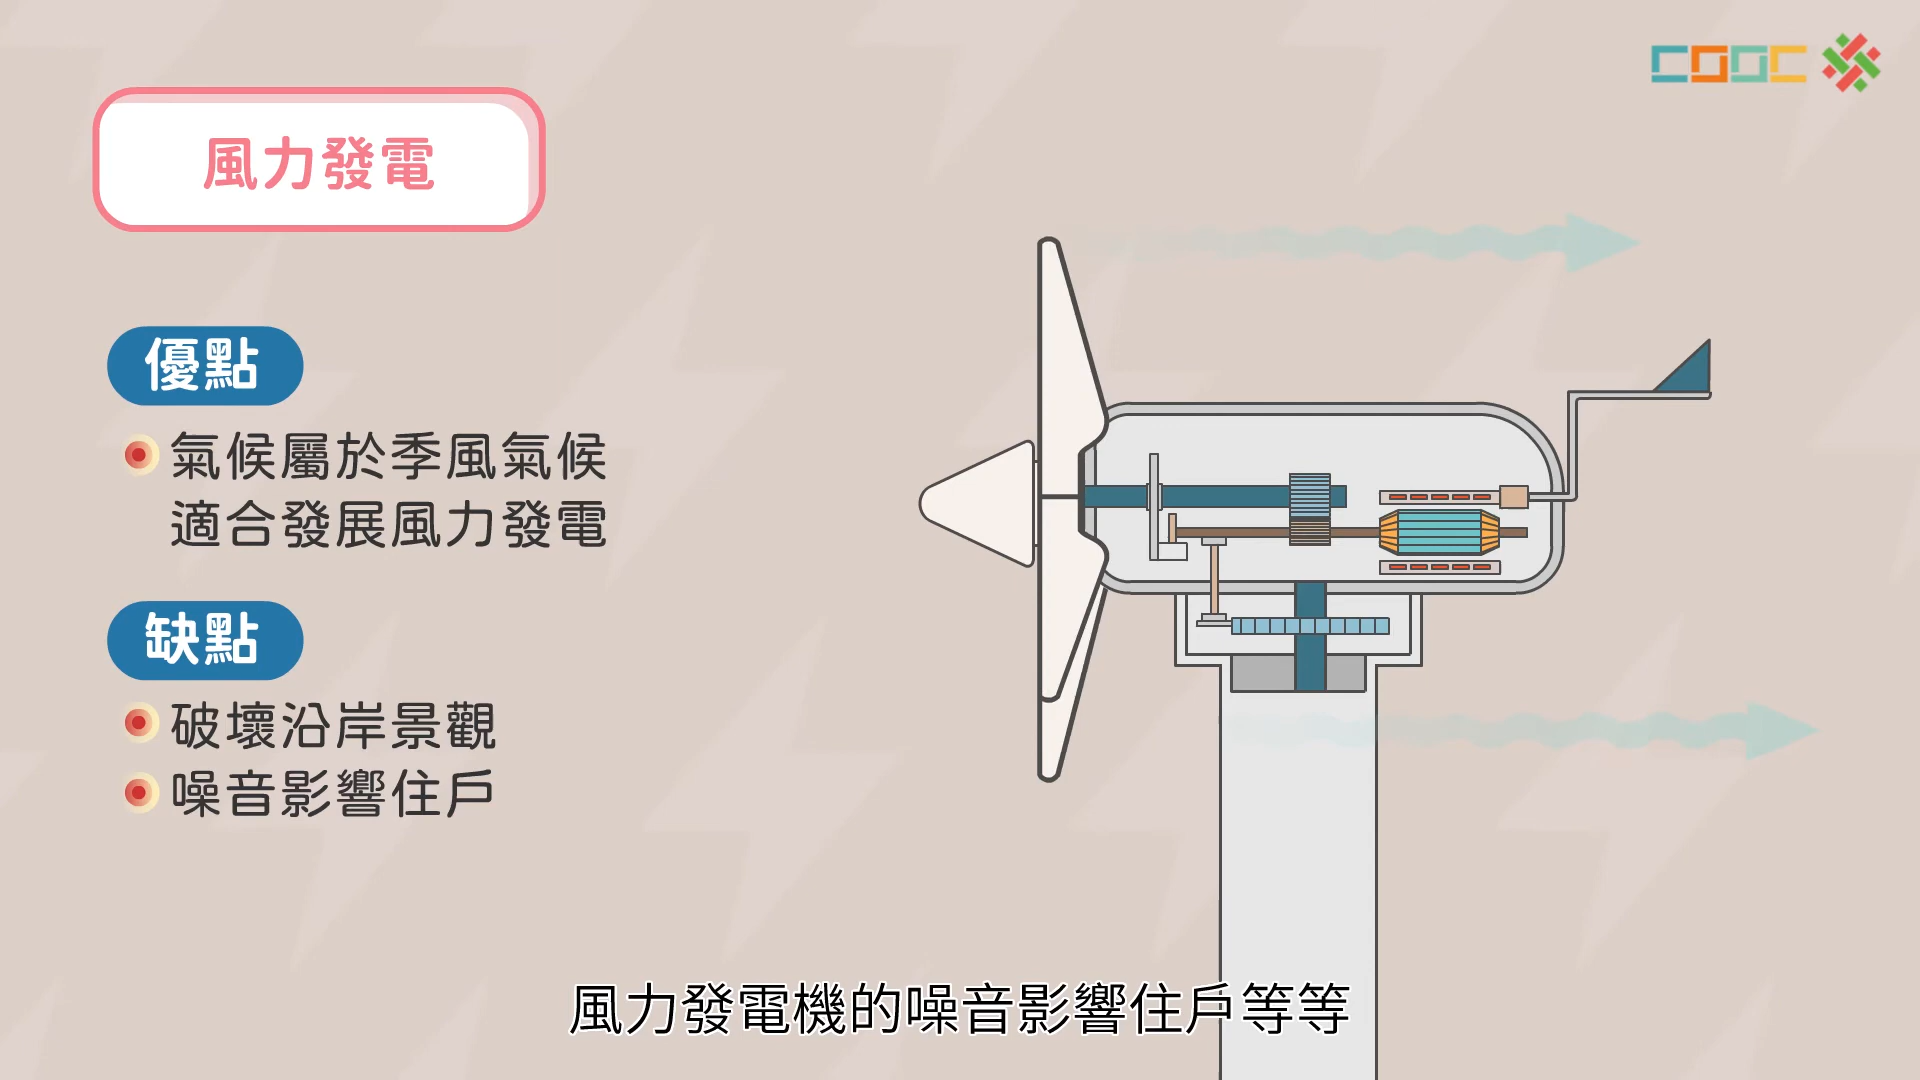 COOC
風力發電
優點
氣候屬於季風氣候
適合發展風力發電
缺點
破壞沿岸景觀
噪音影響住戶
風力發電機的噪音影響住戶等等